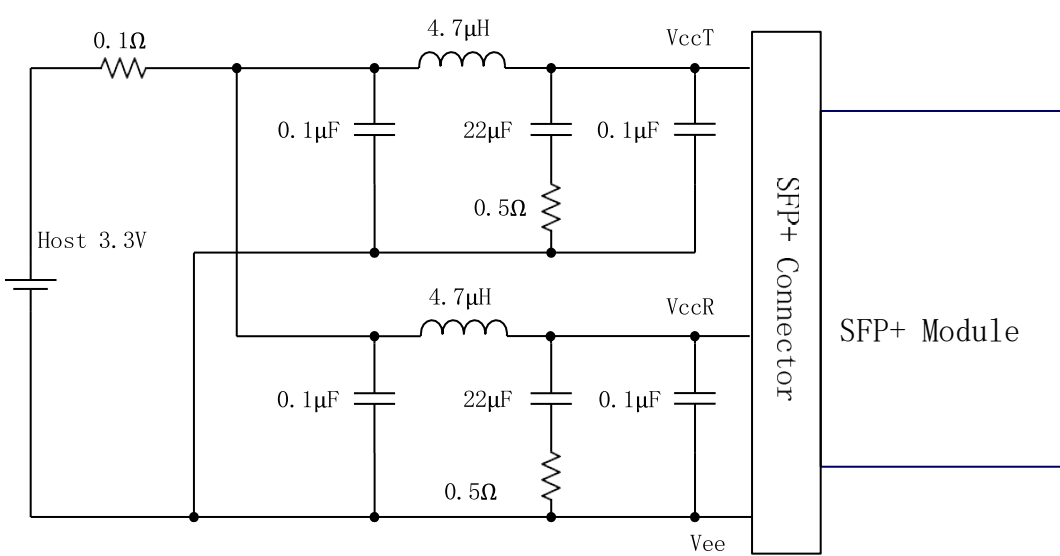 4.7μH
VccT
0.1Ω
0.1μF
22μF
0.1μF
0.5Ω
Host 3.3V
SFP+ Connector
4.7μH
VccR
SFP+ Module
0.1μF
22μF
0.1μF
0.5Ω
Vee